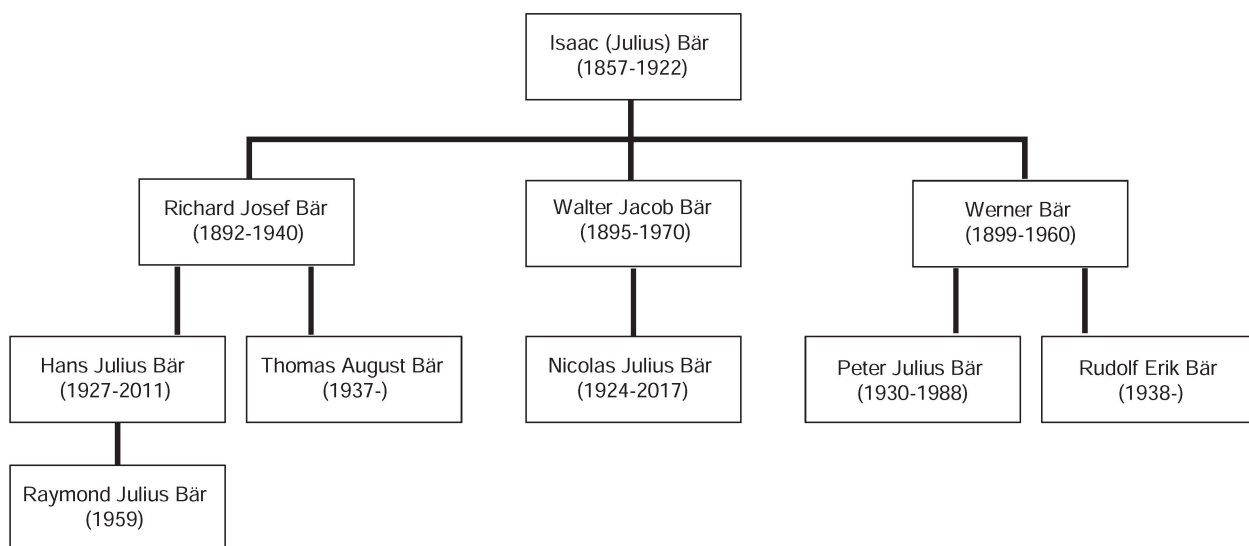 Isaac (Julius) Bär
(1857-1922)
Richard Josef Bär
(1892-1940)
Walter Jacob Bär
(1895-1970)
Werner Bär
(1899-1960)
Hans Julius Bär
(1927-2011)
Thomas August Bär
(1937-)
Nicolas Julius Bär
(1924-2017)
Peter Julius Bär
(1930-1988)
Rudolf Erik Bär
(1938-)
Raymond Julius Bär
(1959)